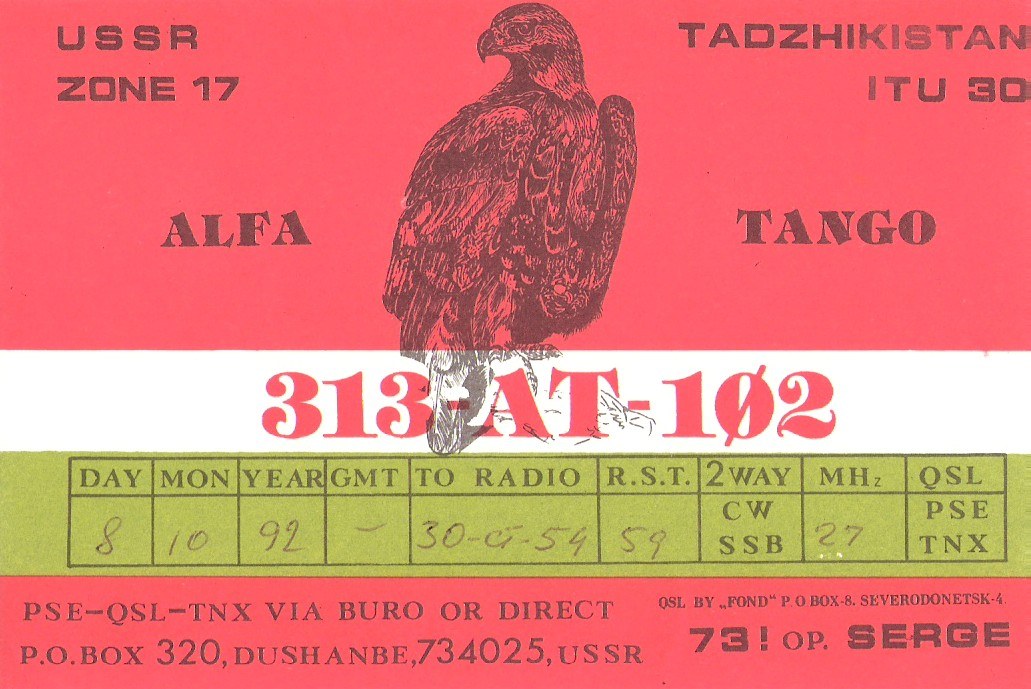 USSR
ZONE 17
TADZHIKISTAN
ITU 30
ALFA TANGO
313-AT-1Ø2
DAY MON YEAR GMT TO RADIO R.S.T. 2WAY MHz QSL
CW PSE
8 10 92 - 59 27
SSB TNX
PSE-QSL-TNX VIA BURO OR DIRECT
P.O.BOX 320, DUSHANBE, 734025, USSR
QSL BY „FOND“ P.O BOX-8. SEVERODONETSK-4.
73! OP. SERGE